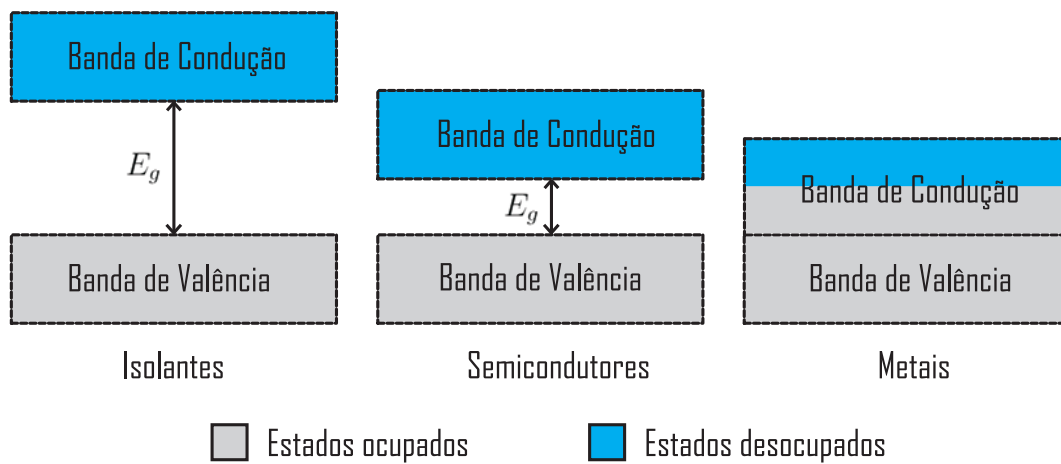 Banda de Condução
E_g
Banda de Valência
Isolantes
Banda de Condução
E_g
Banda de Valência
Semicondutores
Banda de Condução
Banda de Valência
Metais
Estados ocupados
Estados desocupados